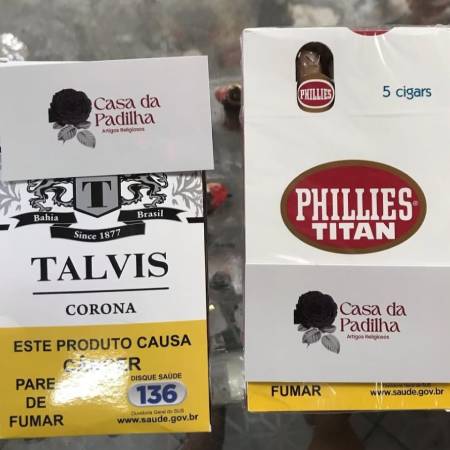 Casa da
Padilha
Artigos Religiosos
T
Bahia Brasil
Since 1877
TALVIS
CORONA
ESTE PRODUTO CAUSA
PARE
DE
FUMAR
DISQUE SAÚDE
136
Ouvidoria Geral do SUS
www.saude.gov.br
PHILLIES
5 cigars
PHILLIES®
TITAN
Casa da
Padilha
Artigos Religiosos
FUMAR
www.saude.gov.br